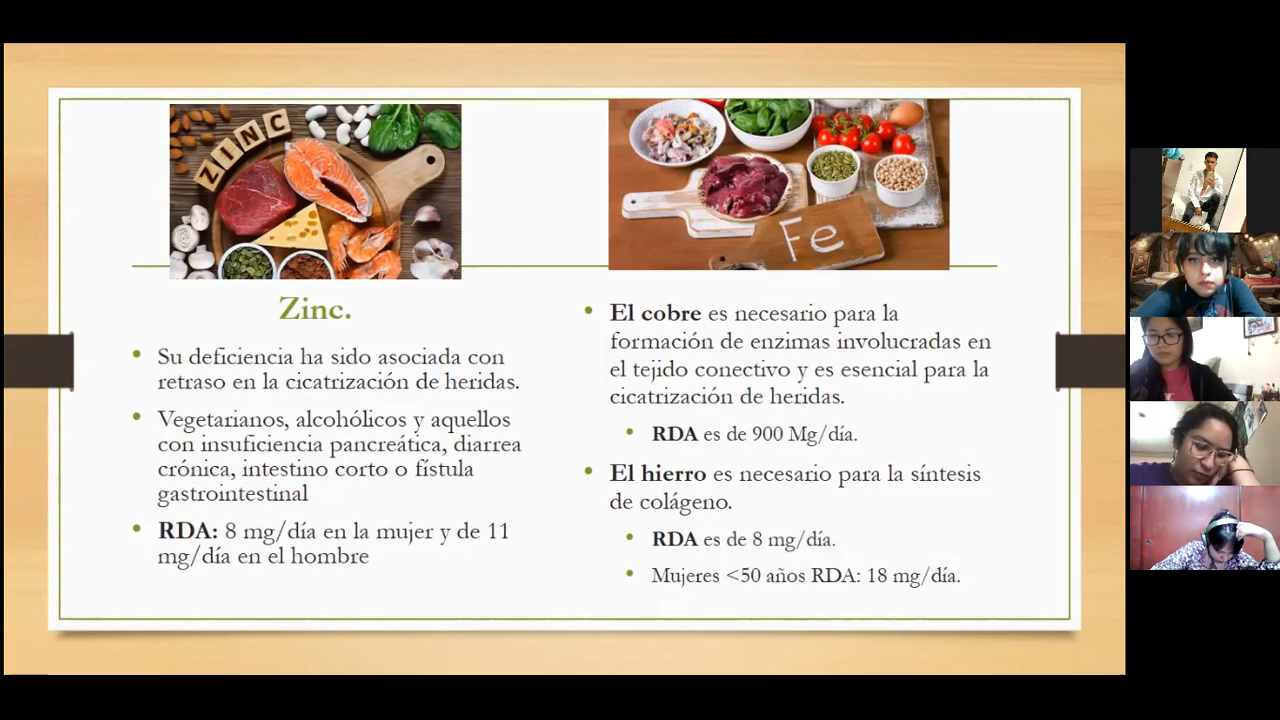 ZINC
Fe
Zinc.
• Su deficiencia ha sido asociada con
retraso en la cicatrización de heridas.
• Vegetarianos, alcohólicos y aquellos
con insuficiencia pancreática, diarrea
crónica, intestino corto o fístula
gastrointestinal
• RDA: 8 mg/día en la mujer y de 11
mg/día en el hombre
• El cobre es necesario para la
formación de enzimas involucradas en
el tejido conectivo y es esencial para la
cicatrización de heridas.
• RDA es de 900 Mg/día.
• El hierro es necesario para la síntesis
de colágeno.
• RDA es de 8 mg/día.
• Mujeres <50 años RDA: 18 mg/día.